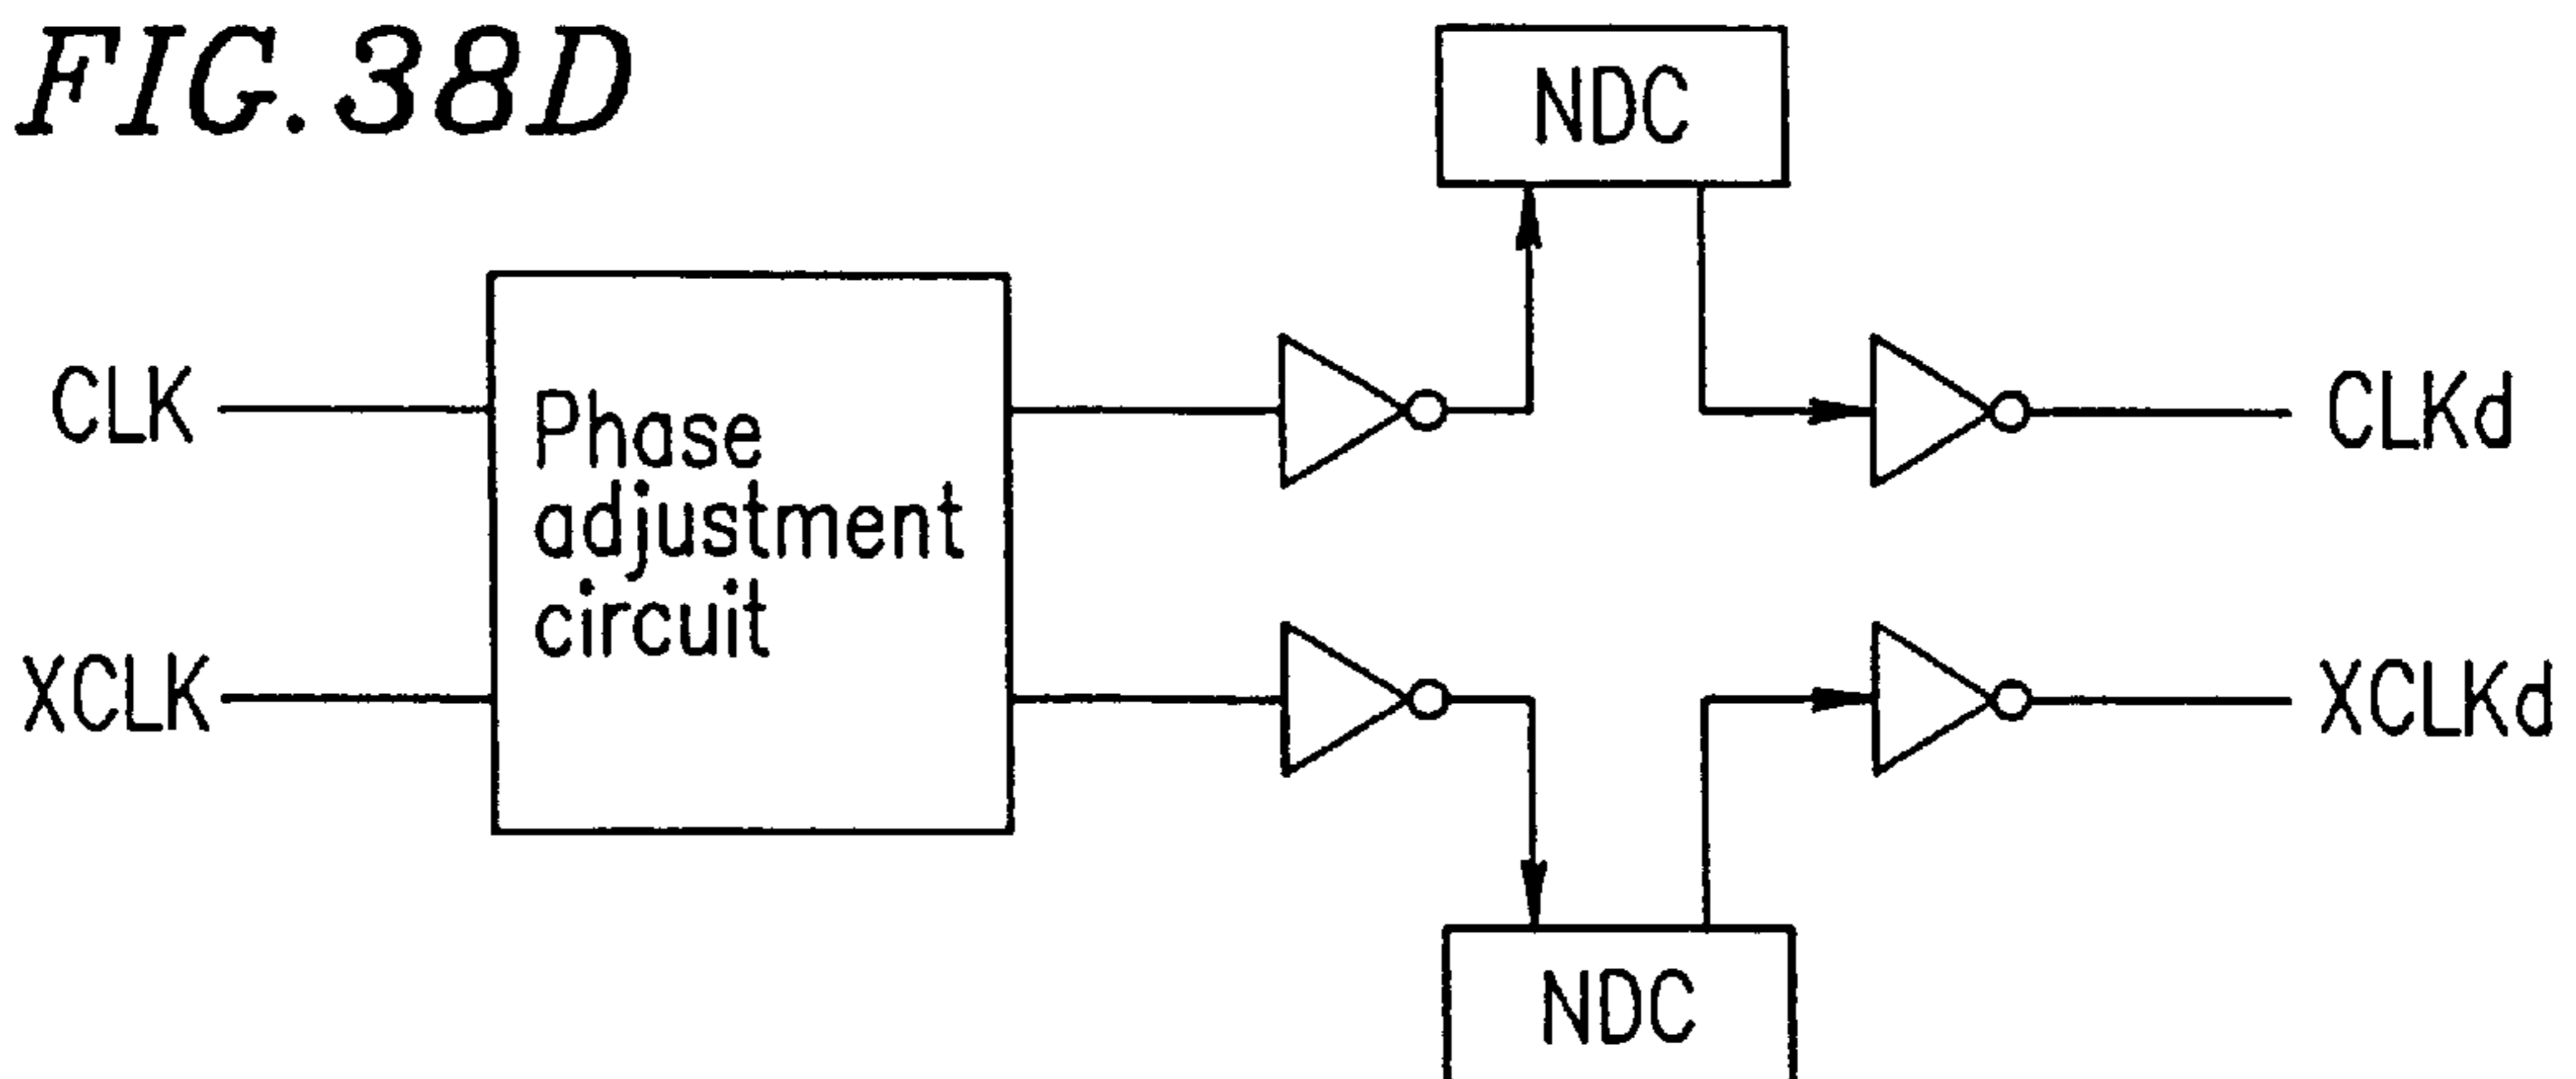 FIG.38D
NDC
CLK
Phase
adjustment
circuit
CLKd
XCLK
XCLKd
NDC